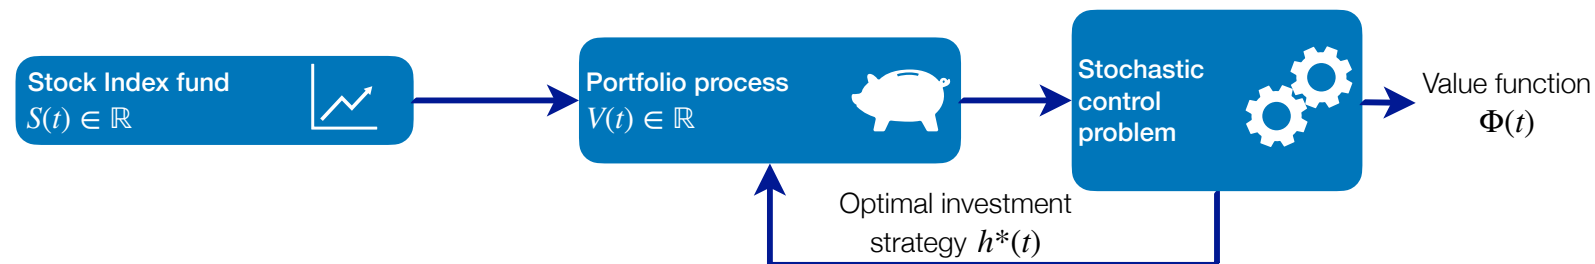 Stock Index fund
S(t) ∈ ℝ
Portfolio process
V(t) ∈ ℝ
Stochastic
control
problem
Value function
Φ(t)
Optimal investment
strategy h*(t)